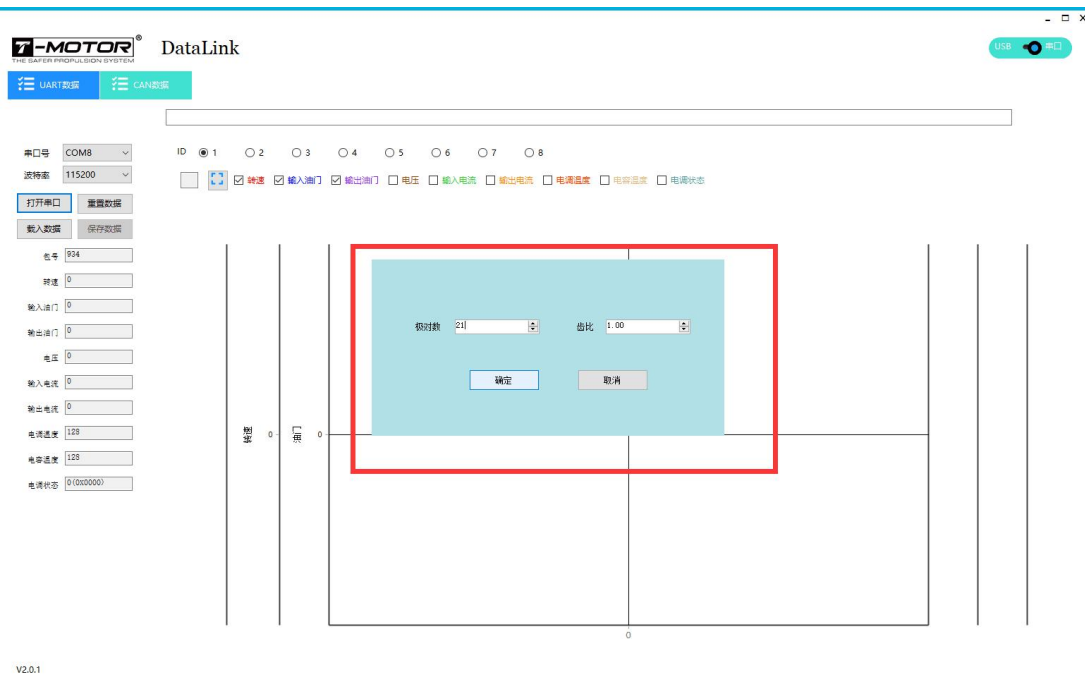 T-MOTOR®
THE SAFER PROPULSION SYSTEM
DataLink
USB 串口
UART数据 CAN数据
串口号 COM8
波特率 115200
打开串口 重置数据
载入数据 保存数据
包号 934
转速 0
输入油门 0
输出油门 0
电压 0
输入电流 0
输出电流 0
电调温度 128
电容温度 128
电调状态 0(0X0000)
ID 1 2 3 4 5 6 7 8
转速 输入油门 输出油门 电压 输入电流 输出电流 电调温度 电容温度 电调状态
极对数 21 齿比 1.00
确定 取消
转速 0 油门 0
0
V2.0.1